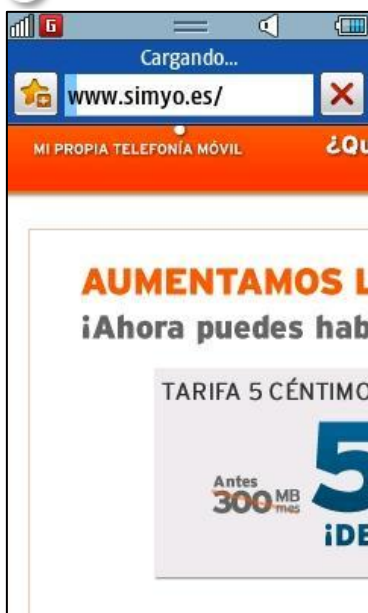 G
Cargando...
www.simyo.es/
MI PROPIA TELEFONÍA MÓVIL
¿Qu
AUMENTAMOS L
¡Ahora puedes hab
TARIFA 5 CÉNTIMO
5
Antes
300 MB
mes
¡DE